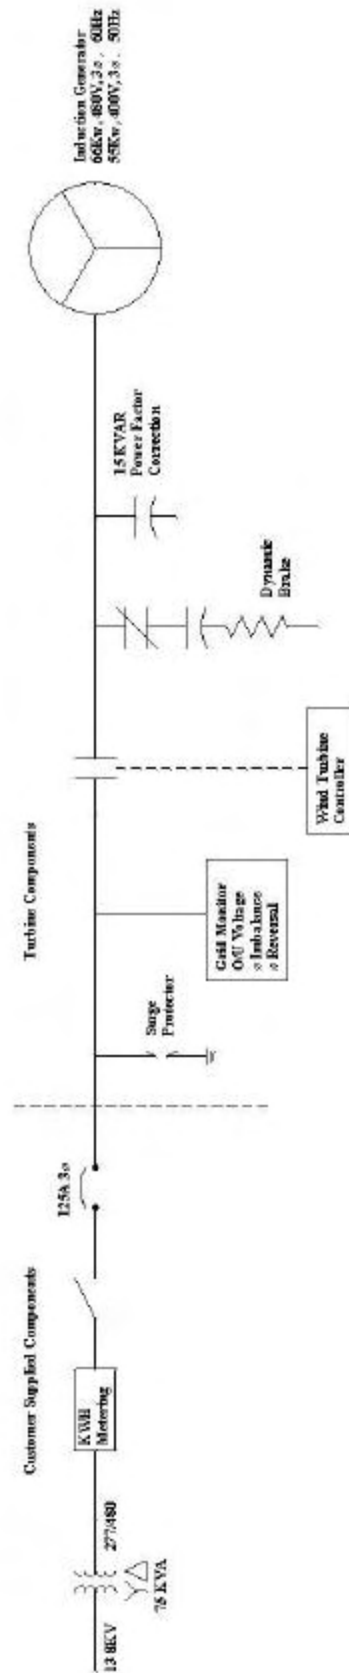 Customer Supplied Components
Turbine Components
13.8KV
277/480
75 KVA
KWH
Metering
125A 3ø
Surge
Protector
Grid Monitor
O/U Voltage
ø Imbalance
ø Reversal
Wind Turbine
Controller
Dynamic
Brake
15KVAR
Power Factor
Correction
Induction Generator
66Kw, 480V, 3ø, 60Hz
55Kw, 400V, 3ø, 50Hz